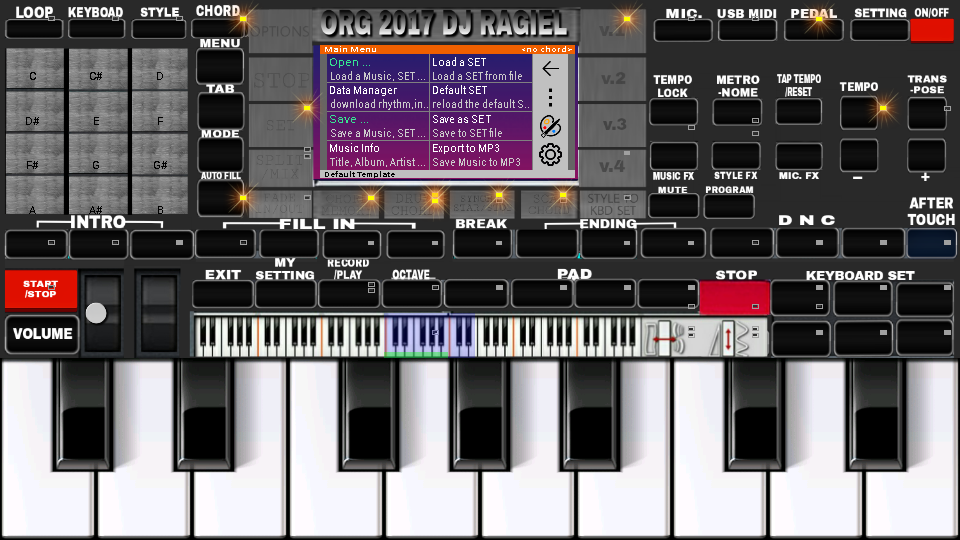 LOOP KEYBOAD STYLE CHORD
OPTIONS
ORG 2017 DJ RAGIEL
MIC. USB MIDI PEDAL SETTING ON/OFF
MENU
Main Menu <no chord>
Open ... Load a SET
Load a Music, SET ... Load a SET from file
Data Manager Default SET
download rhythm,in.. reload the default S..
Save ... Save as SET
Save a Music, SET ... Save to SET file
Music Info Export to MP3
Title, Album, Artist ... Save Music to MP3
Default Template
STOP
v.2
v.3
v.4
C C# D
D# E F
F# G G#
A A# B
TAB
MODE
AUTO FILL
TEMPO
LOCK
METRO
-NOME
TAP TEMPO
/RESET
TEMPO
TRANS
-POSE
MUSIC FX STYLE FX MIC. FX − +
MUTE PROGRAM
STYLE TO
KBD SET
INTRO FILL IN BREAK ENDING D N C
AFTER
TOUCH
START
/STOP
VOLUME
EXIT
MY
SETTING
RECORD
/PLAY
OCTAVE PAD STOP KEYBOARD SET